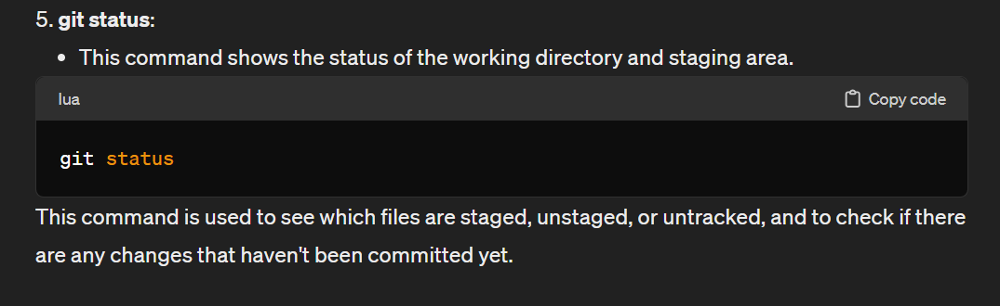 5. git status:
• This command shows the status of the working directory and staging area.
lua
Copy code
git status
This command is used to see which files are staged, unstaged, or untracked, and to check if there
are any changes that haven't been committed yet.